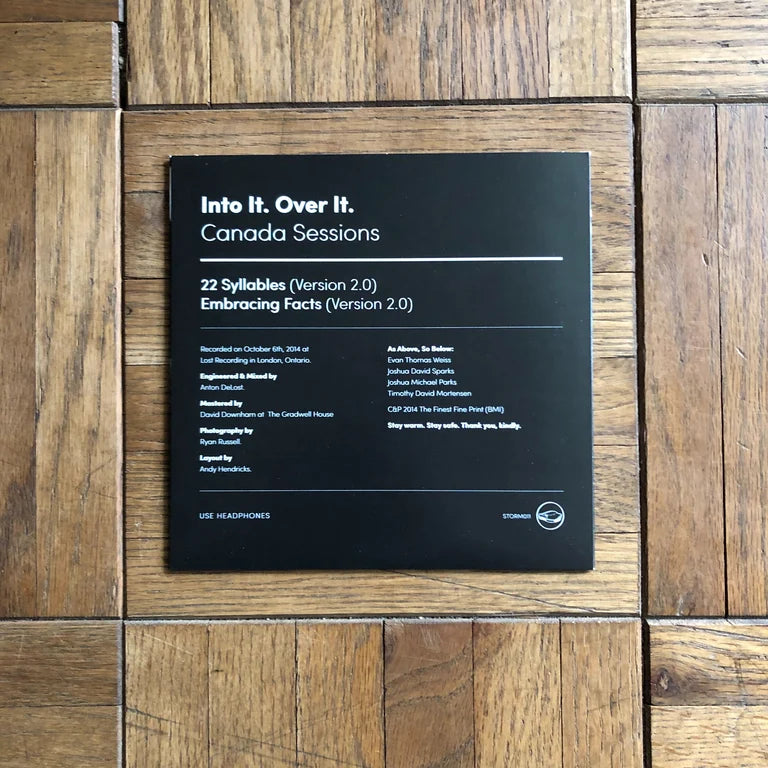 Into It. Over It.
Canada Sessions
22 Syllables (Version 2.0)
Embracing Facts (Version 2.0)
Recorded on October 6th, 2014 at
Lost Recording in London, Ontario.
Engineered & Mixed by
Anton DeLost.
Mastered by
David Downham at The Gradwell House
Photography by
Ryan Russell.
Layout by
Andy Hendricks.
As Above, So Below:
Evan Thomas Weiss
Joshua David Sparks
Joshua Michael Parks
Timothy David Mortensen
C&P 2014 The Finest Fine Print (BMI)
Stay warm. Stay safe. Thank you, kindly.
USE HEADPHONES
STORM011